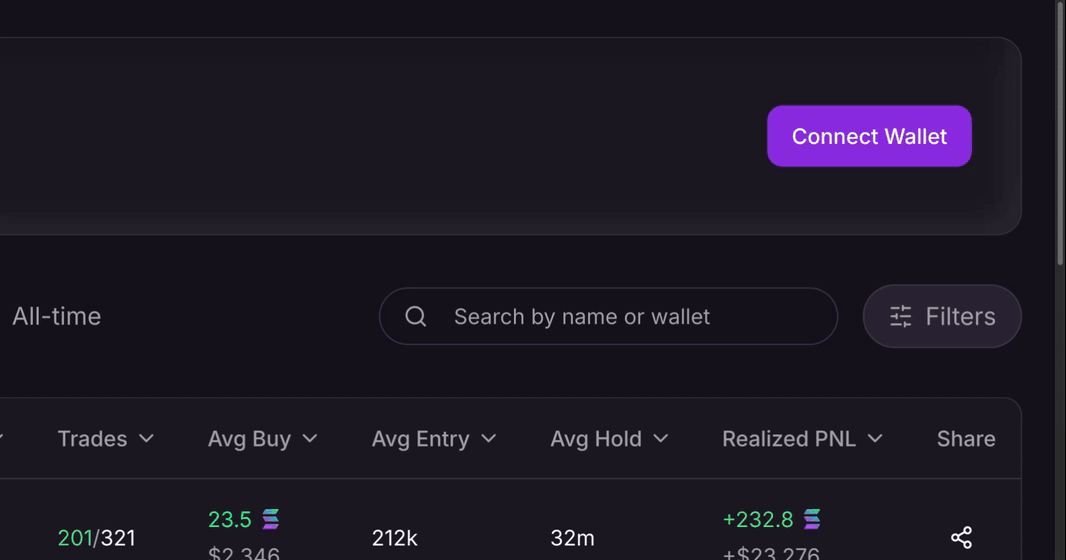 Connect Wallet
All-time
Search by name or wallet
Filters
Trades Avg Buy Avg Entry Avg Hold Realized PNL Share
23.5 +232.8
201/321 212k 32m
$2,346 +$23,276